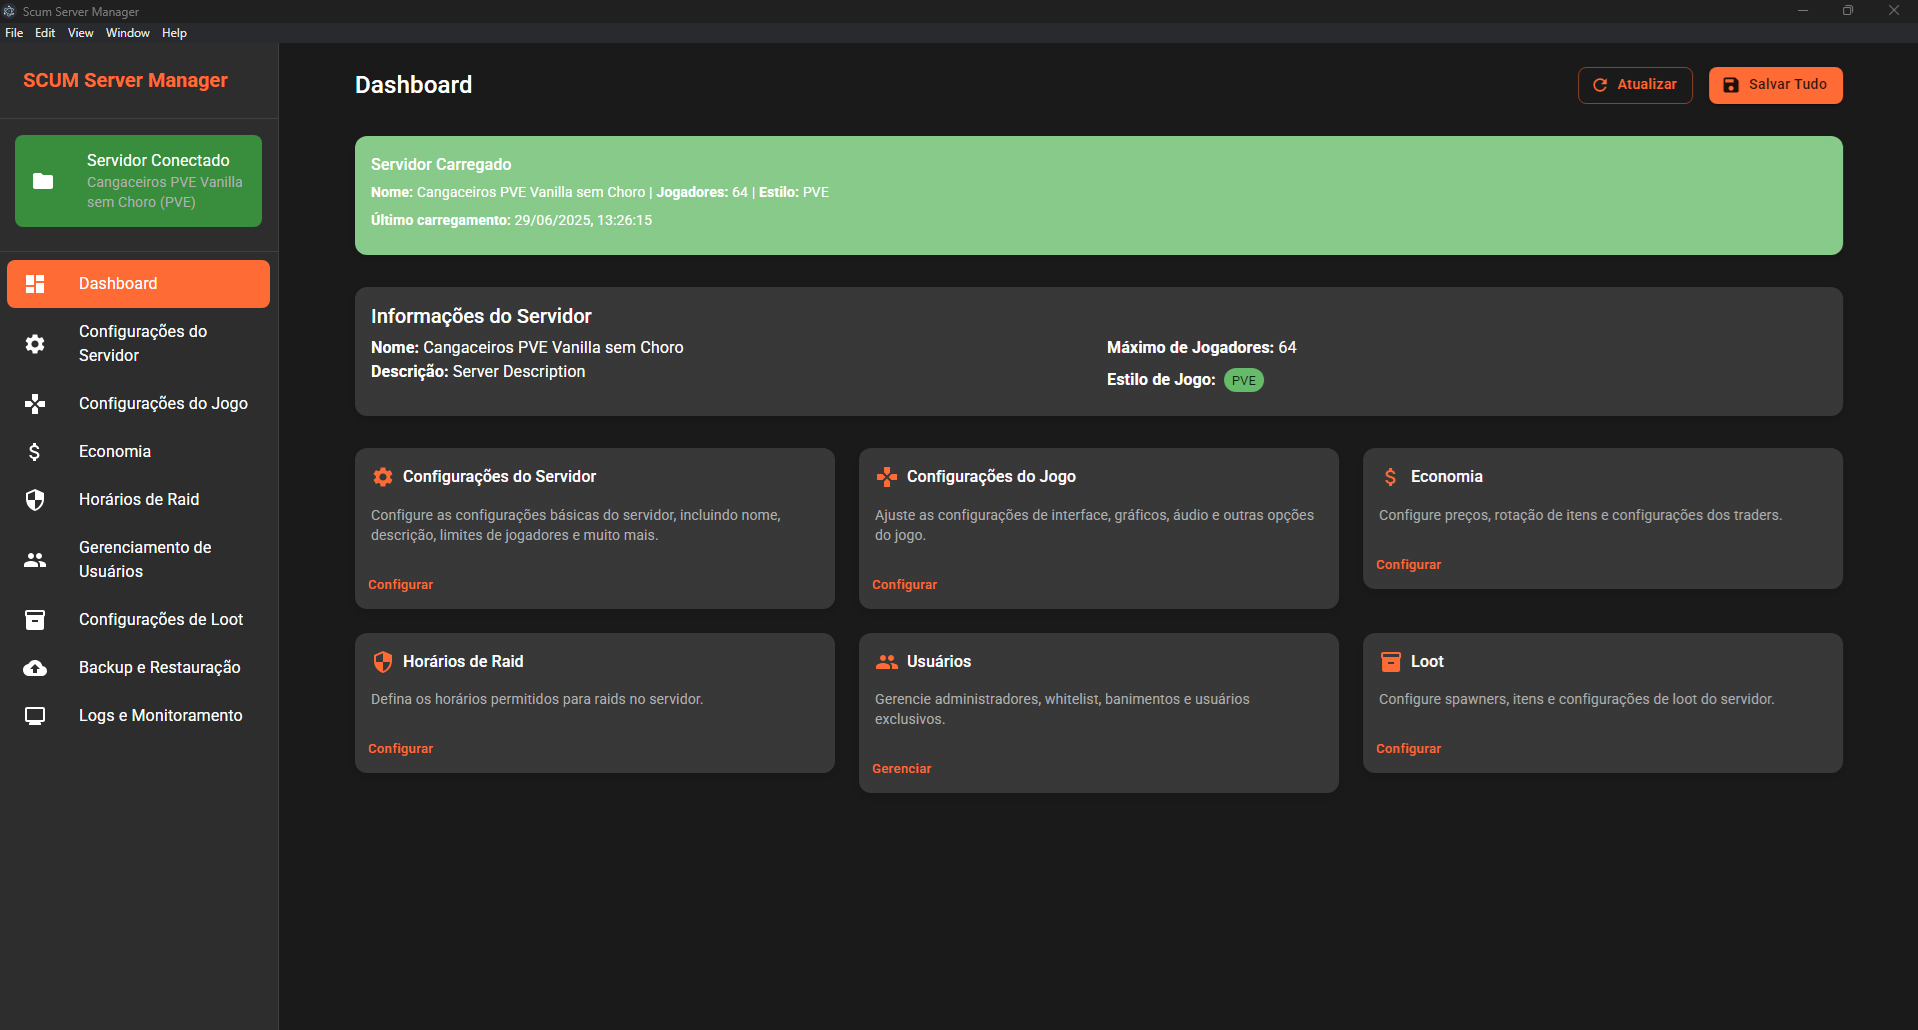 Scum Server Manager
File Edit View Window Help
SCUM Server Manager
Servidor Conectado
Cangaceiros PVE Vanilla
sem Choro (PVE)
Dashboard
Configurações do
Servidor
Configurações do Jogo
Economia
Horários de Raid
Gerenciamento de
Usuários
Configurações de Loot
Backup e Restauração
Logs e Monitoramento
Dashboard
Atualizar
Salvar Tudo
Servidor Carregado
Nome: Cangaceiros PVE Vanilla sem Choro | Jogadores: 64 | Estilo: PVE
Último carregamento: 29/06/2025, 13:26:15
Informações do Servidor
Nome: Cangaceiros PVE Vanilla sem Choro
Descrição: Server Description
Máximo de Jogadores: 64
Estilo de Jogo: PVE
Configurações do Servidor
Configure as configurações básicas do servidor, incluindo nome,
descrição, limites de jogadores e muito mais.
Configurar
Configurações do Jogo
Ajuste as configurações de interface, gráficos, áudio e outras opções
do jogo.
Configurar
Economia
Configure preços, rotação de itens e configurações dos traders.
Configurar
Horários de Raid
Defina os horários permitidos para raids no servidor.
Configurar
Usuários
Gerencie administradores, whitelist, banimentos e usuários
exclusivos.
Gerenciar
Loot
Configure spawners, itens e configurações de loot do servidor.
Configurar